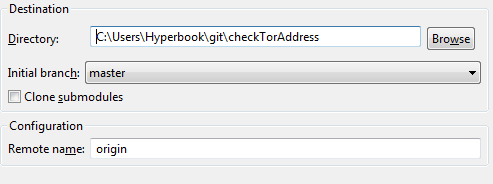 Destination
Directory: C:\Users\Hyperbook\git\checkTorAddress Browse
Initial branch: master
Clone submodules
Configuration
Remote name: origin